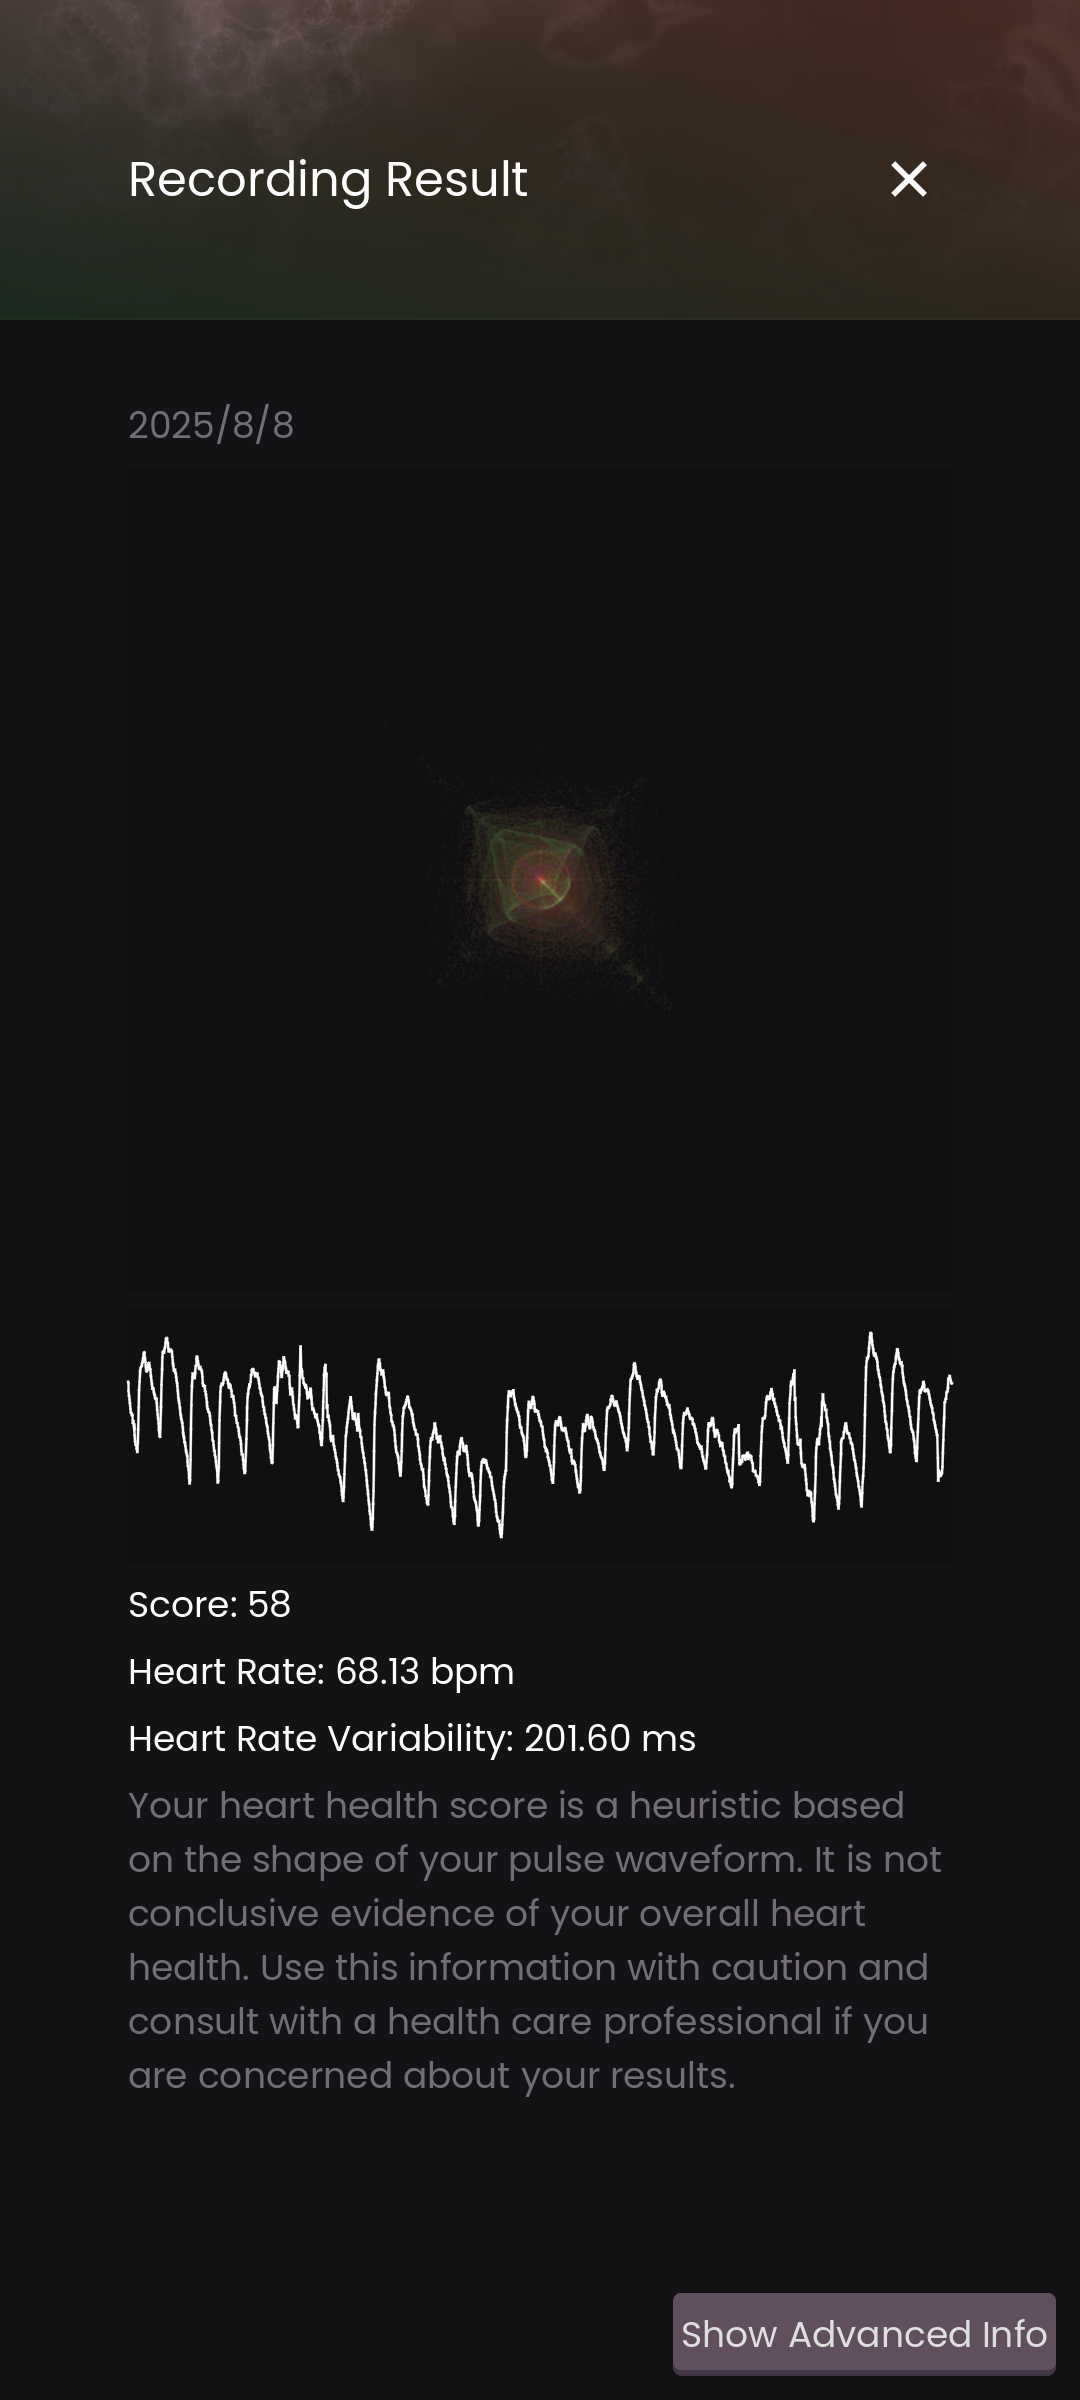 Recording Result
2025/8/8
Score: 58
Heart Rate: 68.13 bpm
Heart Rate Variability: 201.60 ms
Your heart health score is a heuristic based
on the shape of your pulse waveform. It is not
conclusive evidence of your overall heart
health. Use this information with caution and
consult with a health care professional if you
are concerned about your results.
Show Advanced Info